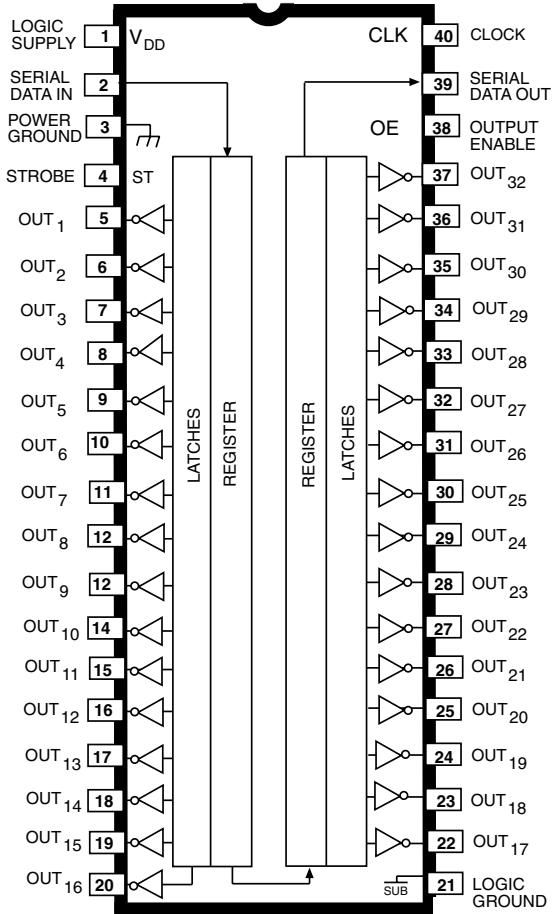 LOGIC
SUPPLY 1 VDD CLK 40 CLOCK
SERIAL
DATA IN 2 39 SERIAL
DATA OUT
POWER
GROUND 3 OE 38 OUTPUT
ENABLE
STROBE 4 ST 37 OUT32
OUT1 5 36 OUT31
OUT2 6 35 OUT30
OUT3 7 34 OUT29
OUT4 8 33 OUT28
OUT5 9 32 OUT27
OUT6 10 31 OUT26
LATCHES
REGISTER
REGISTER
LATCHES
OUT7 11 30 OUT25
OUT8 12 29 OUT24
OUT9 12 28 OUT23
OUT10 14 27 OUT22
OUT11 15 26 OUT21
OUT12 16 25 OUT20
OUT13 17 24 OUT19
OUT14 18 23 OUT18
OUT15 19 22 OUT17
OUT16 20 SUB 21 LOGIC
GROUND